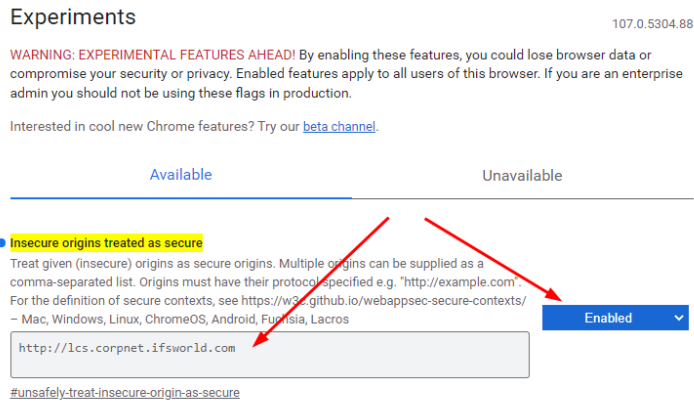 Experiments
107.0.5304.88
WARNING: EXPERIMENTAL FEATURES AHEAD! By enabling these features, you could lose browser data or
compromise your security or privacy. Enabled features apply to all users of this browser. If you are an enterprise
admin you should not be using these flags in production.
Interested in cool new Chrome features? Try our beta channel.
Available
Unavailable
Insecure origins treated as secure
Treat given (insecure) origins as secure origins. Multiple origins can be supplied as a
comma-separated list. Origins must have their protocol specified e.g. "http://example.com".
For the definition of secure contexts, see https://w3c.github.io/webappsec-secure-contexts/
– Mac, Windows, Linux, ChromeOS, Android, Fuchsia, Lacros
Enabled
http://lcs.corpnet.ifsworld.com
#unsafely-treat-insecure-origin-as-secure